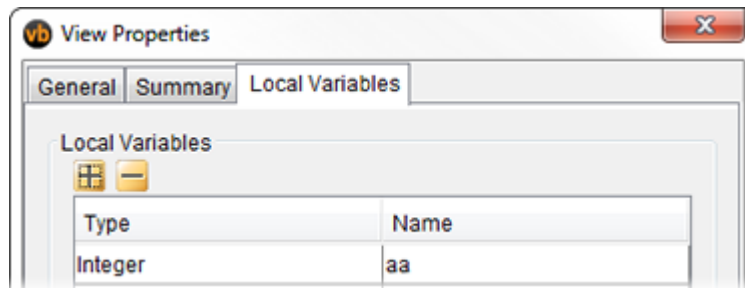 vb View Properties
General Summary Local Variables
Local Variables
Type Name
Integer aa